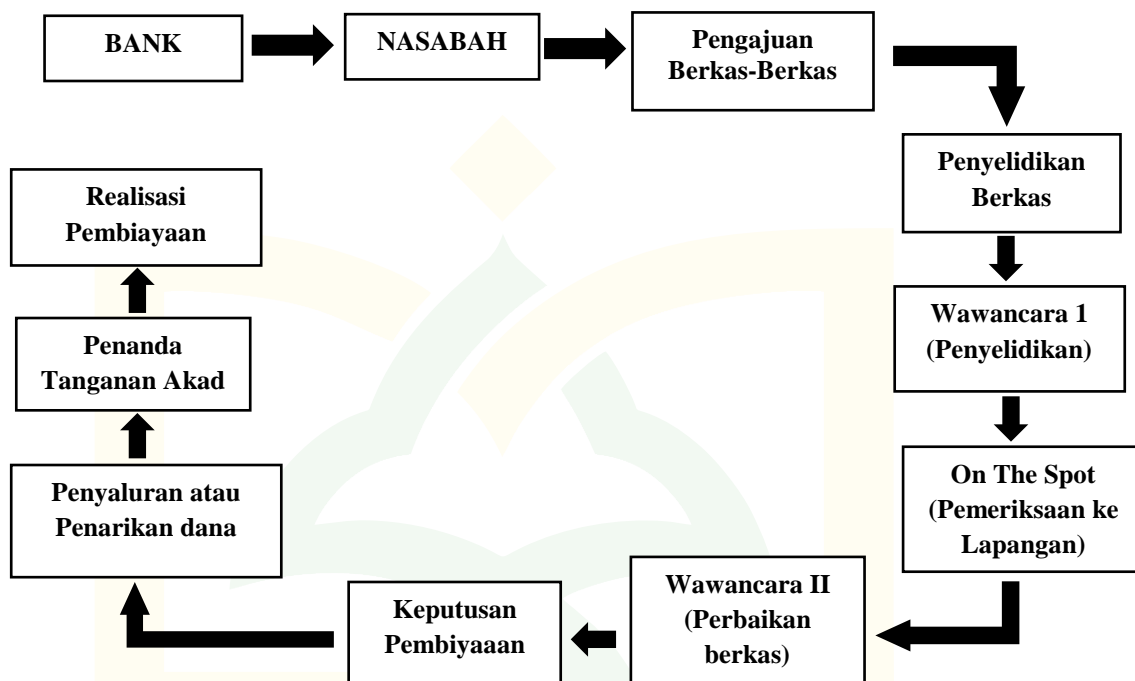 BANK
NASABAH
Pengajuan
Berkas-Berkas
Penyelidikan
Berkas
Wawancara 1
(Penyelidikan)
On The Spot
(Pemeriksaan ke
Lapangan)
Wawancara II
(Perbaikan
berkas)
Keputusan
Pembiyaaan
Penyaluran atau
Penarikan dana
Penanda
Tanganan Akad
Realisasi
Pembiayaan